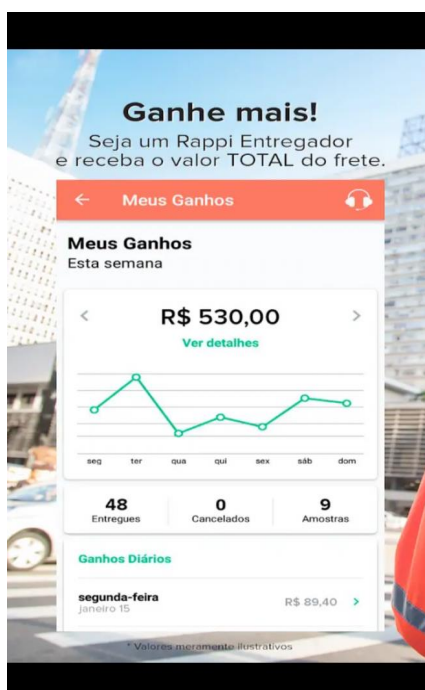 Ganhe mais!
Seja um Rappi Entregador
e receba o valor TOTAL do frete.
Meus Ganhos
Meus Ganhos
Esta semana
R$ 530,00
Ver detalhes
seg ter qua qui sex sáb dom
48 0 9
Entregues Cancelados Amostras
Ganhos Diários
segunda-feira
janeiro 15
R$ 89,40
* Valores meramente ilustrativos